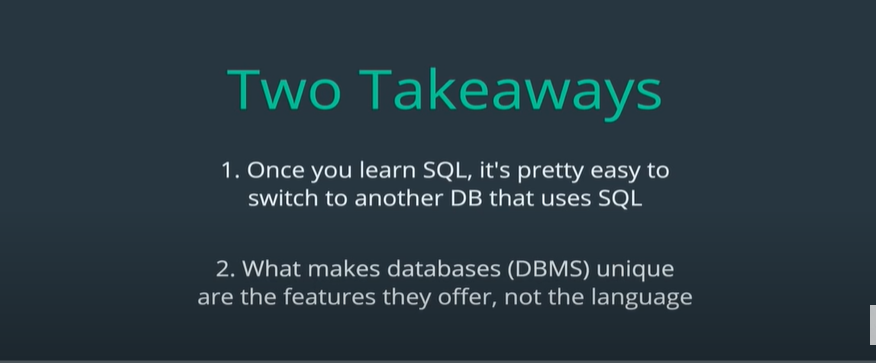 Two Takeaways
1. Once you learn SQL, it's pretty easy to
switch to another DB that uses SQL
2. What makes databases (DBMS) unique
are the features they offer, not the language